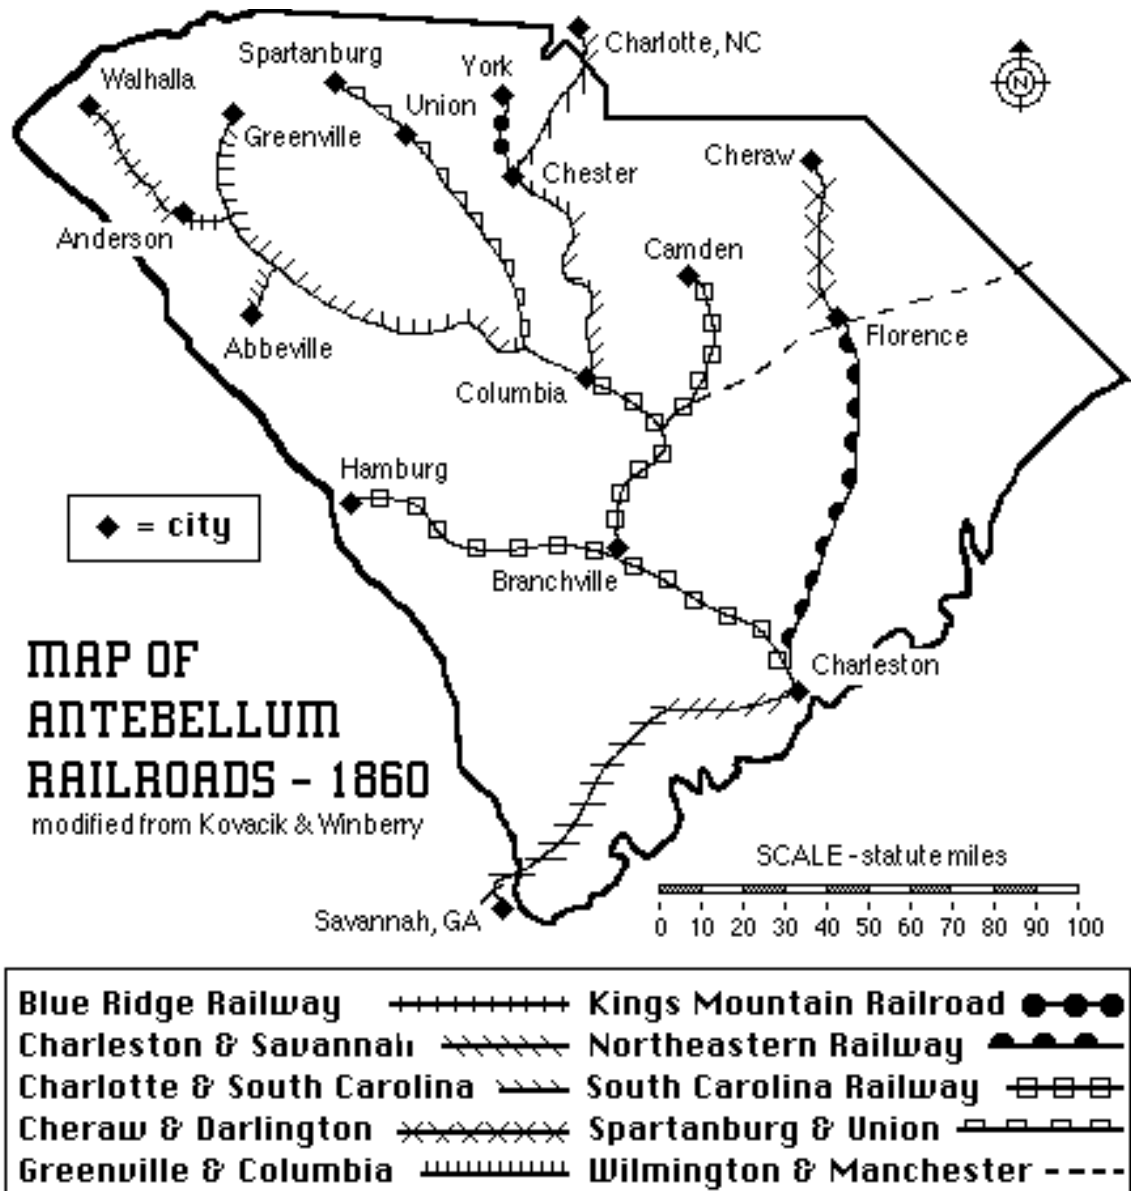 Charlotte, NC
Spartanburg
York
Walhalla
Union
N
Greenville
Cheraw
Chester
Anderson
Camden
Abbeville
Florence
Columbia
Hamburg
◆ = city
Branchville
MAP OF
ANTEBELLUM
RAILROADS - 1860
modified from Kovacik & Winberry
Charleston
SCALE - statute miles
0 10 20 30 40 50 60 70 80 90 100
Savannah, GA
Blue Ridge Railway
Kings Mountain Railroad
Charleston & Savannah
Northeastern Railway
Charlotte & South Carolina
South Carolina Railway
Cheraw & Darlington
Spartanburg & Union
Greenville & Columbia
Wilmington & Manchester